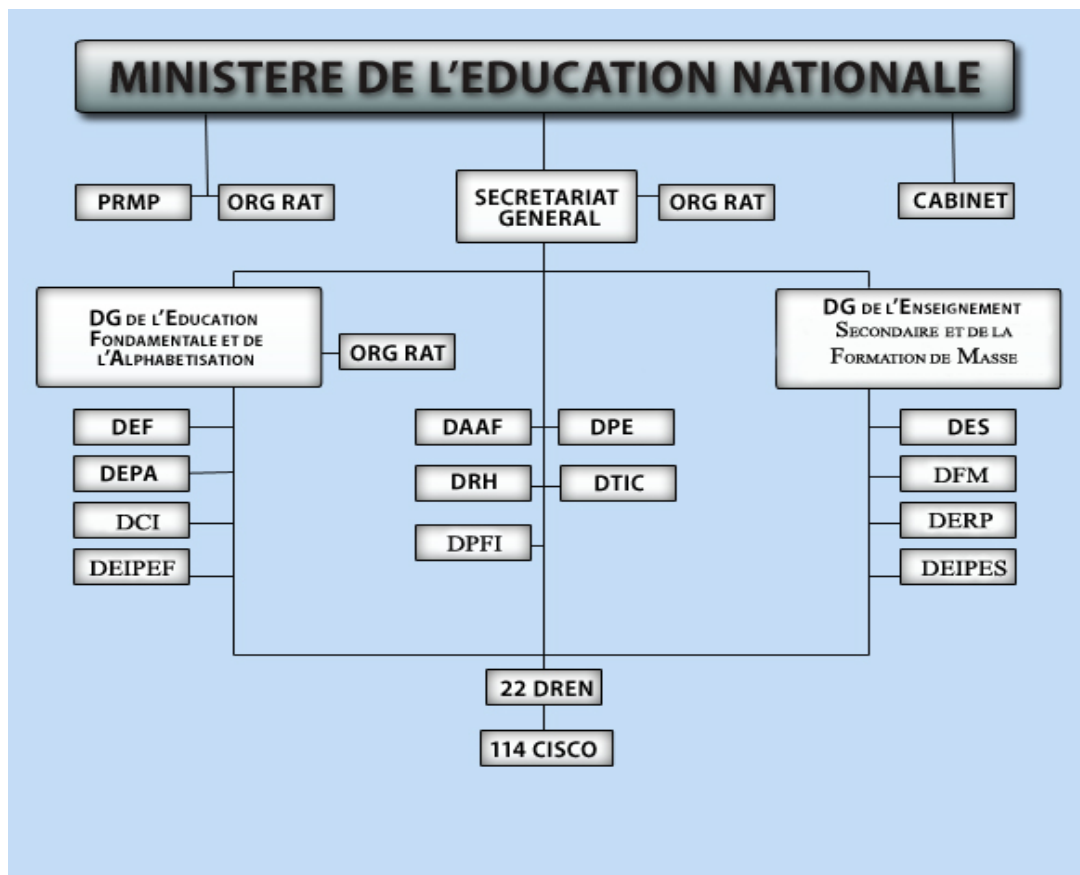 MINISTERE DE L'EDUCATION NATIONALE
PRMP
ORG RAT
SECRETARIAT
GENERAL
ORG RAT
CABINET
DG DE L'EDUCATION
FONDAMENTALE ET DE
L'ALPHABETISATION
ORG RAT
DG DE L'ENSEIGNEMENT
SECONDAIRE ET DE LA
FORMATION DE MASSE
DEF
DEPA
DCI
DEIPEF
DAAF
DPE
DRH
DTIC
DPFI
DES
DFM
DERP
DEIPES
22 DREN
114 CISCO